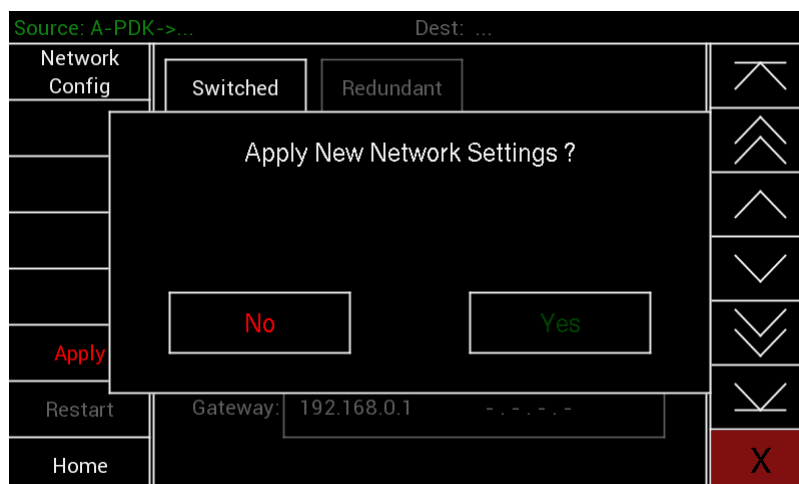 Source: A-PDK->... Dest: ...
Network
Config
Switched Redundant
Apply New Network Settings ?
No Yes
Apply
Restart Gateway: 192.168.0.1 -.-.-.-
Home X